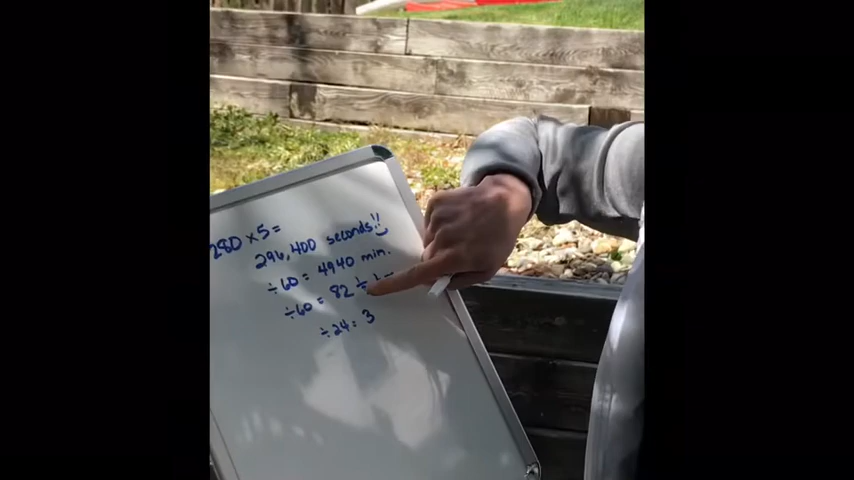 280 x 5 =
296,400 seconds!!
÷60 = 4940 min.
÷60 = 82
÷24 = 3